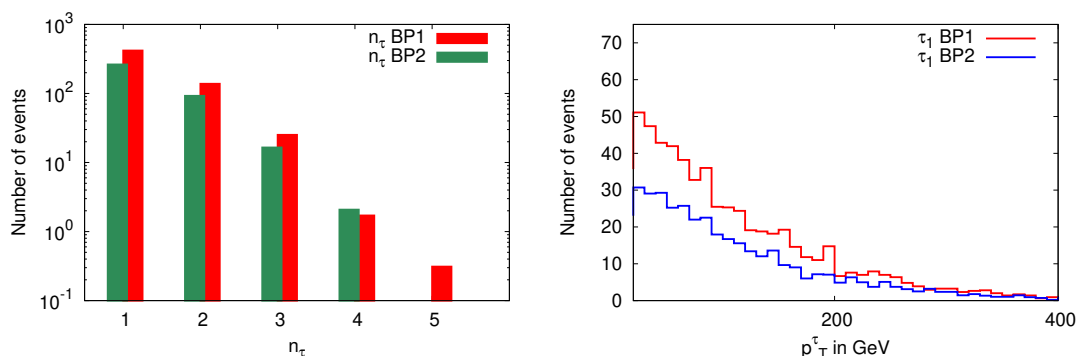 Number of events
10^3
10^2
10^1
10^0
10^-1
n_τ BP1
n_τ BP2
1 2 3 4 5
n_τ
Number of events
70
60
50
40
30
20
10
0
τ_1 BP1
τ_1 BP2
200 400
p^τ_T in GeV